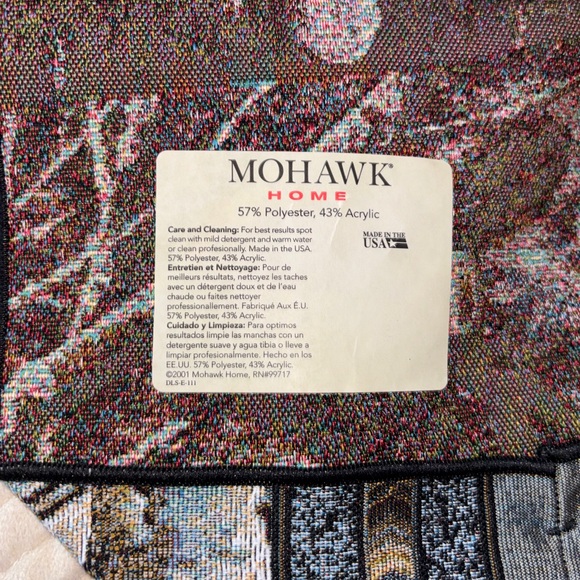 MOHAWK®
HOME
57% Polyester, 43% Acrylic
Care and Cleaning: For best results spot
clean with mild detergent and warm water
or clean profesionally. Made in the USA.
57% Polyester, 43% Acrylic.
Entretien et Nettoyage: Pour de
meilleurs résultats, nettoyez les taches
avec un détergent doux et de l'eau
chaude ou faites nettoyer
professionellement. Fabriqué Aux É.U.
57% Polyester, 43% Acrylic.
Cuidado y Limpieza: Para optimos
resultados limpie las manchas con un
detergente suave y agua tibia o lleve a
limpiar profesionalmente. Hecho en los
EE.UU. 57% Polyester, 43% Acrylic.
©2001 Mohawk Home, RN#99717
DLS-E-111
MADE IN THE
USA